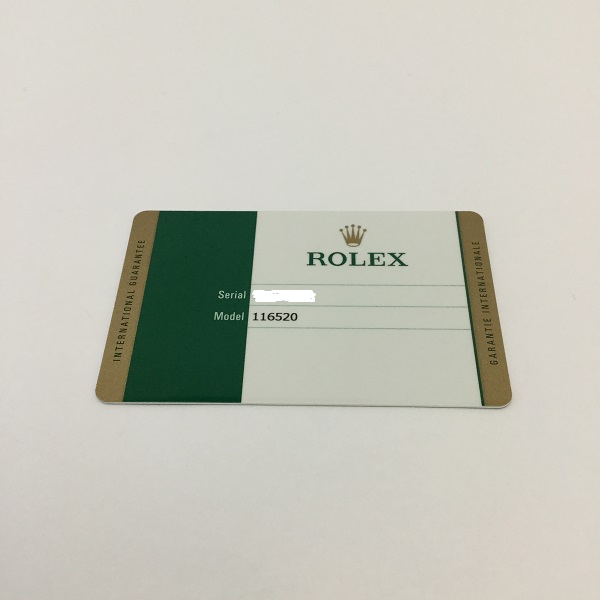 INTERNATIONAL GUARANTEE
ROLEX
Serial
Model 116520
GARANTIE INTERNATIONALE